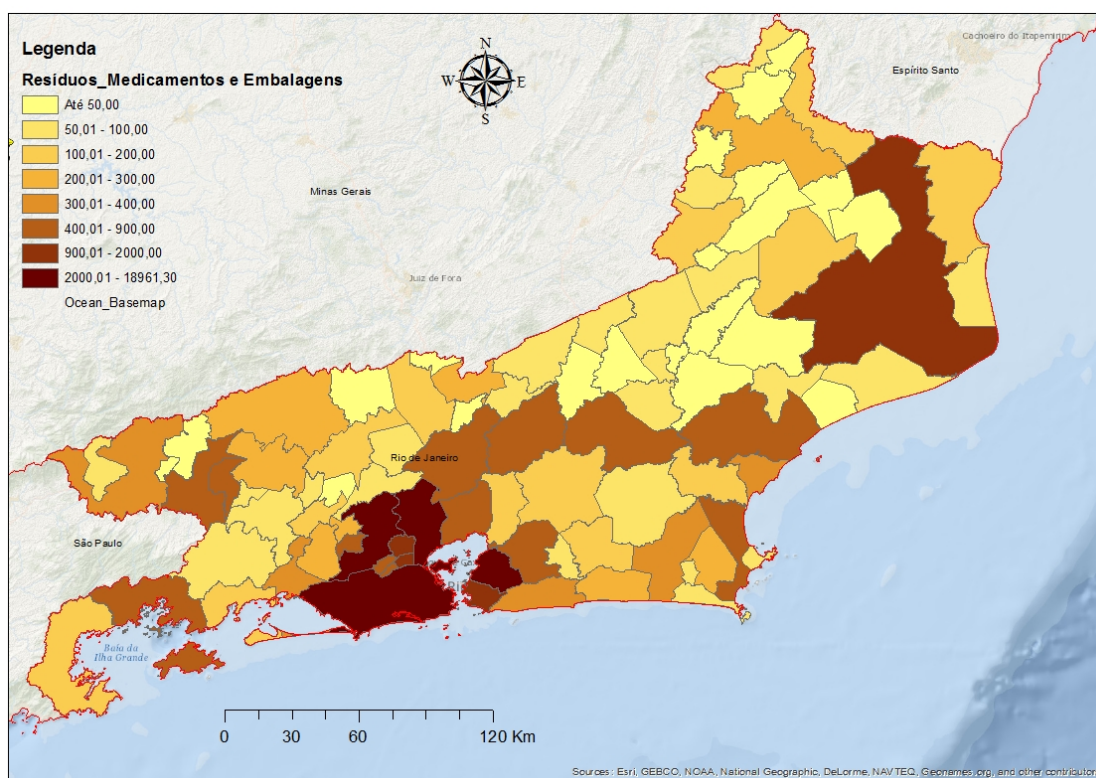 Legenda
Resíduos_Medicamentos e Embalagens
Até 50,00
50,01 - 100,00
100,01 - 200,00
200,01 - 300,00
300,01 - 400,00
400,01 - 900,00
900,01 - 2000,00
2000,01 - 18961,30
Ocean_Basemap
N
W
E
S
Cachoeiro do Itapemirim
Espírito Santo
Minas Gerais
Juiz de Fora
Rio de Janeiro
São Paulo
Baía da
Ilha Grande
0 30 60 120 Km
Sources: Esri, GEBCO, NOAA, National Geographic, DeLorme, NAVTEQ, Geonames.org, and other contributor